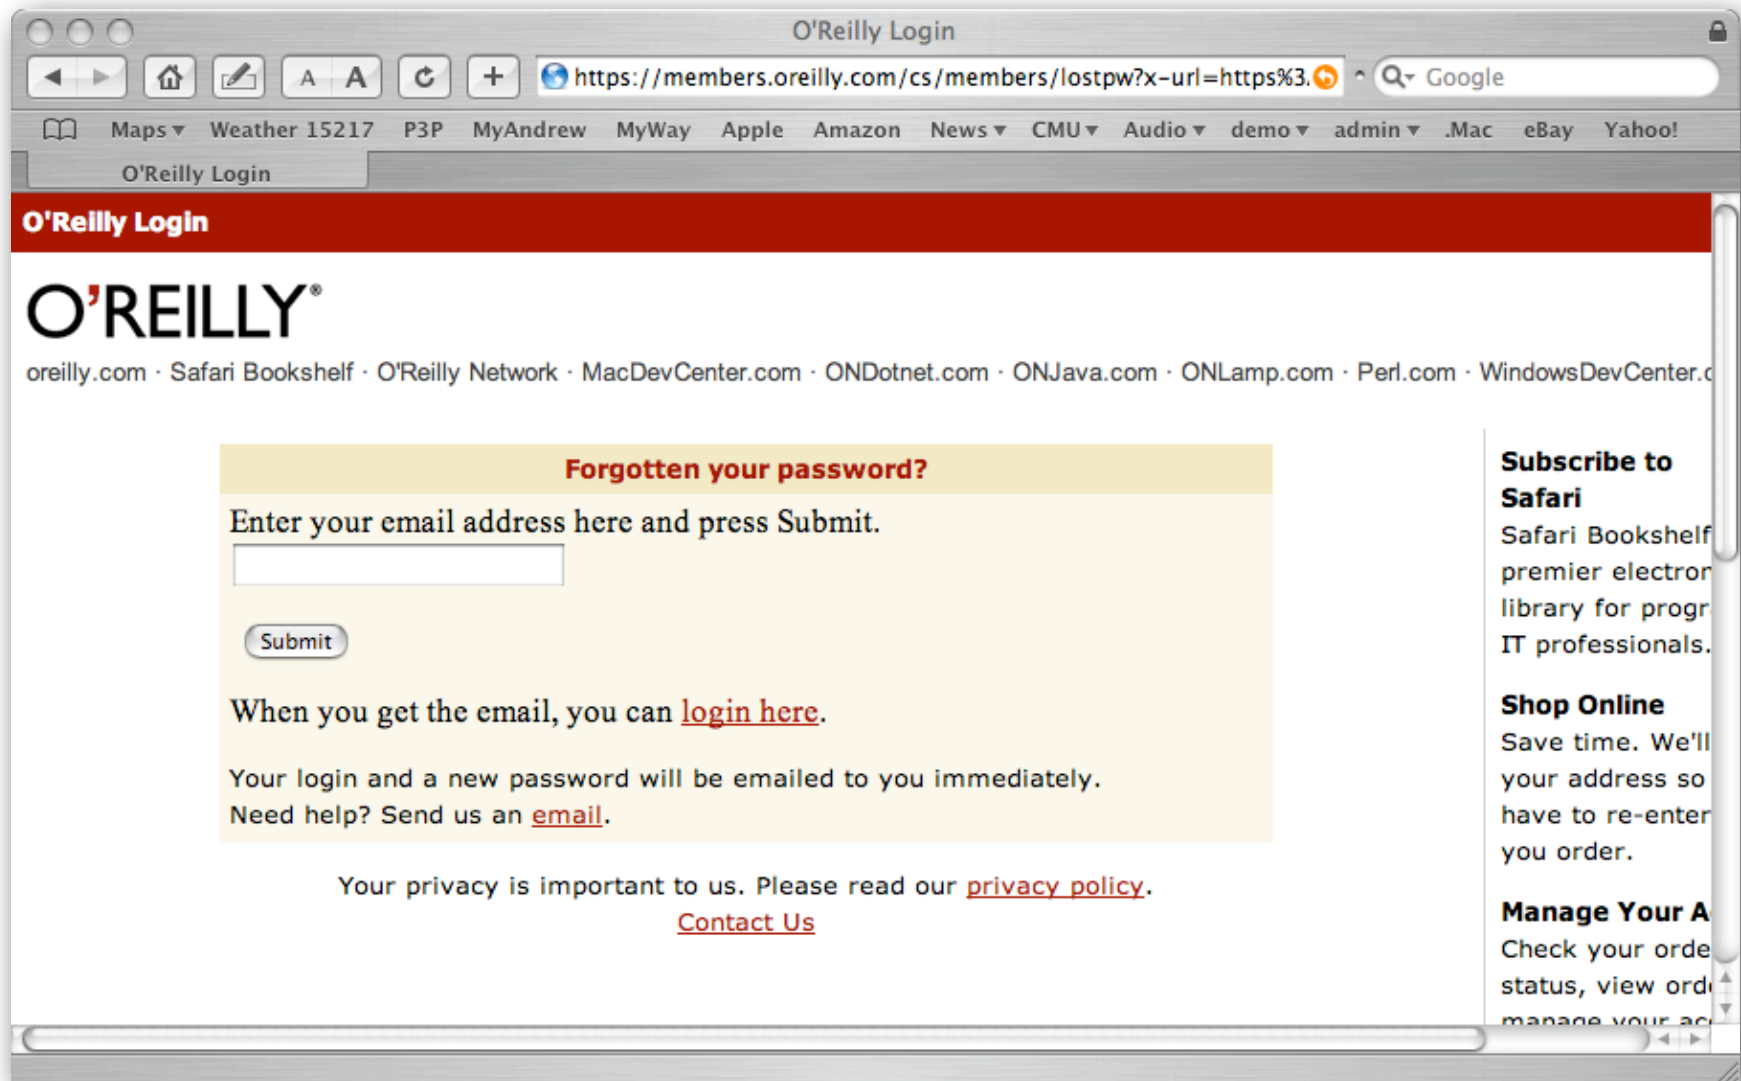 O'Reilly Login
A A
https://members.oreilly.com/cs/members/lostpw?x-url=https%3.
Google
Maps Weather 15217 P3P MyAndrew MyWay Apple Amazon News CMU Audio demo admin .Mac eBay Yahoo!
O'Reilly Login
O'Reilly Login
O'REILLY®
oreilly.com · Safari Bookshelf · O'Reilly Network · MacDevCenter.com · ONDotnet.com · ONJava.com · ONLamp.com · Perl.com · WindowsDevCenter.c
Forgotten your password?
Enter your email address here and press Submit.
Submit
When you get the email, you can login here.
Your login and a new password will be emailed to you immediately.
Need help? Send us an email.
Your privacy is important to us. Please read our privacy policy.
Contact Us
Subscribe to
Safari
Safari Bookshelf
premier electron
library for progr
IT professionals.
Shop Online
Save time. We'll
your address so
have to re-enter
you order.
Manage Your A
Check your orde
status, view ord
manage your ac